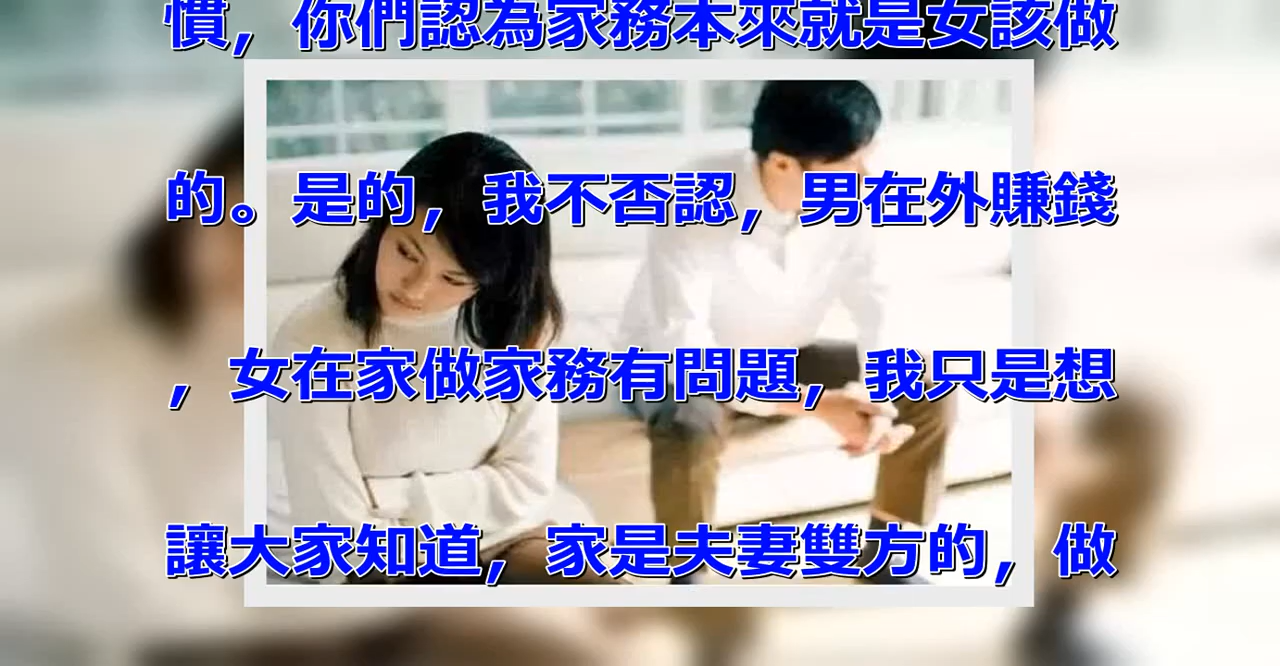 慣，你們認為家務本來就是女該做
的。是的，我不否認，男在外賺錢
，女在家做家務有問題，我只是想
讓大家知道，家是夫妻雙方的，做